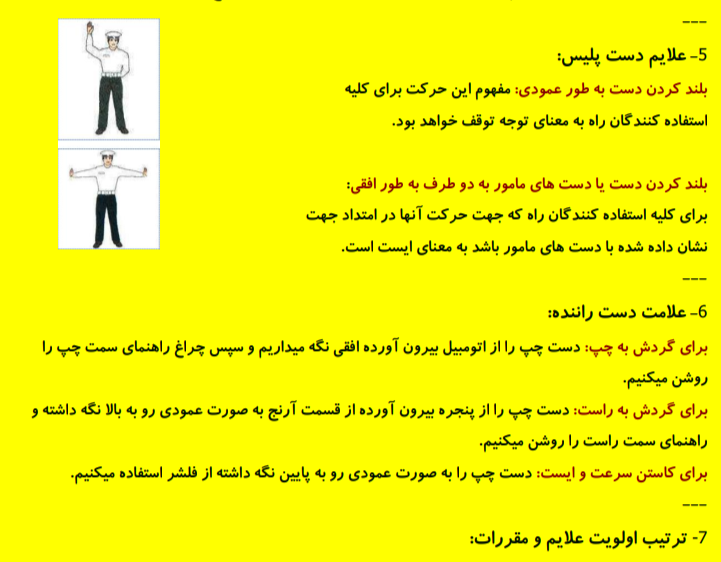 ---
5- علایم دست پلیس:
بلند کردن دست به طور عمودی: مفهوم این حرکت برای کلیه
استفاده کنندگان راه به معنای توجه توقف خواهد بود.
بلند کردن دست یا دست های مامور به دو طرف به طور افقی:
برای کلیه استفاده کنندگان راه که جهت حرکت آنها در امتداد جهت
نشان داده شده با دست های مامور باشد به معنای ایست است.
---
6- علامت دست راننده:
برای گردش به چپ: دست چپ را از اتومبیل بیرون آورده افقی نگه میداریم و سپس چراغ راهنمای سمت چپ را
روشن میکنیم.
برای گردش به راست: دست چپ را از پنجره بیرون آورده از قسمت آرنج به صورت عمودی رو به بالا نگه داشته و
راهنمای سمت راست را روشن میکنیم.
برای کاستن سرعت و ایست: دست چپ را به صورت عمودی رو به پایین نگه داشته از فلشر استفاده میکنیم.
---
7- ترتیب اولویت علایم و مقررات: